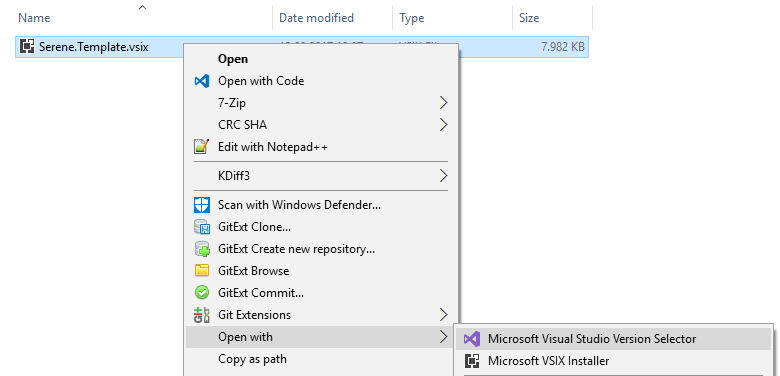 Name Date modified Type Size
Serene.Template.vsix 7.982 KB
Open
Open with Code
7-Zip
CRC SHA
Edit with Notepad++
KDiff3
Scan with Windows Defender...
GitExt Clone...
GitExt Create new repository...
GitExt Browse
GitExt Commit...
Git Extensions
Open with
Microsoft Visual Studio Version Selector
Copy as path
Microsoft VSIX Installer